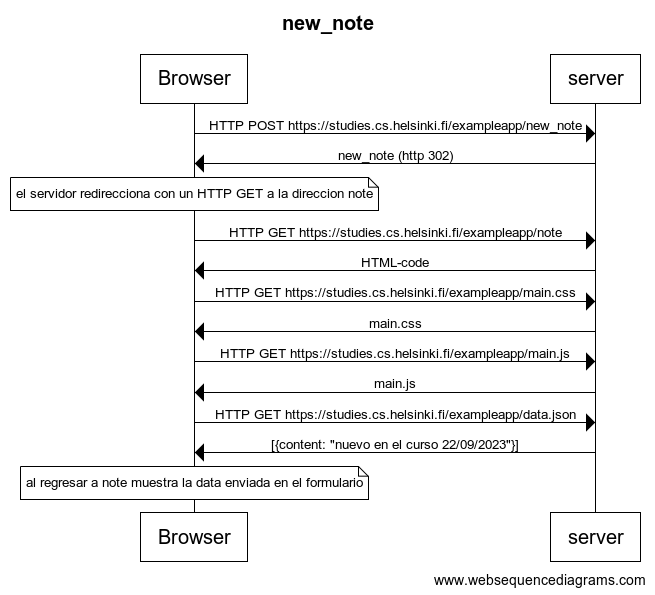 new_note
Browser
server
HTTP POST https://studies.cs.helsinki.fi/exampleapp/new_note
new_note (http 302)
el servidor redirecciona con un HTTP GET a la direccion note
HTTP GET https://studies.cs.helsinki.fi/exampleapp/note
HTML-code
HTTP GET https://studies.cs.helsinki.fi/exampleapp/main.css
main.css
HTTP GET https://studies.cs.helsinki.fi/exampleapp/main.js
main.js
HTTP GET https://studies.cs.helsinki.fi/exampleapp/data.json
[{content: "nuevo en el curso 22/09/2023"}]
al regresar a note muestra la data enviada en el formulario
Browser
server
www.websequencediagrams.com